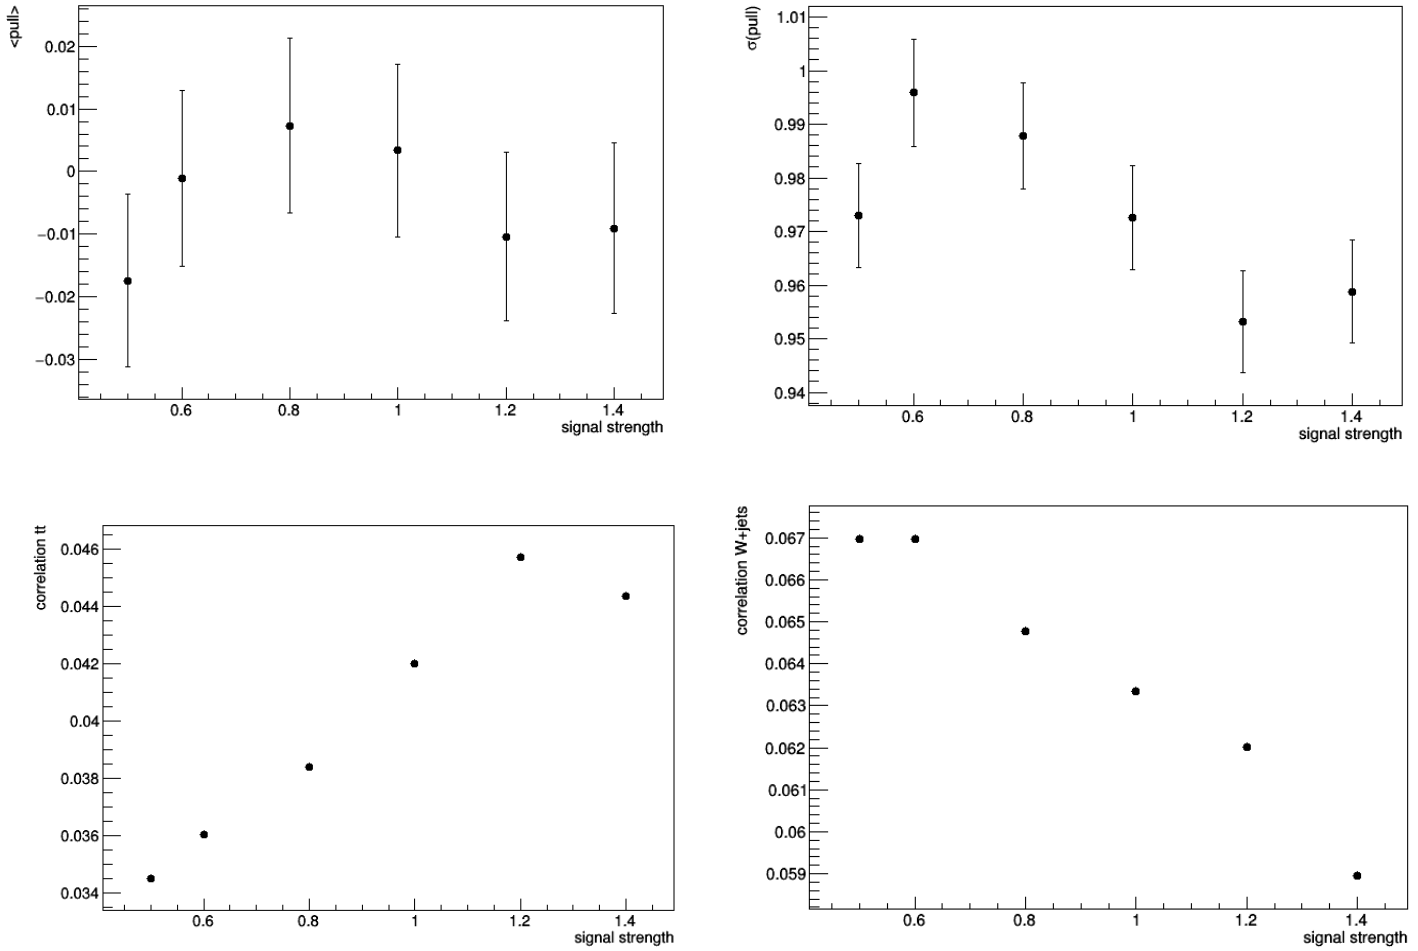 <pull>
0.02
0.01
0
−0.01
−0.02
−0.03
0.6 0.8 1 1.2 1.4
signal strength
σ(pull)
1.01
1
0.99
0.98
0.97
0.96
0.95
0.94
0.6 0.8 1 1.2 1.4
signal strength
correlation tt
0.046
0.044
0.042
0.04
0.038
0.036
0.034
0.6 0.8 1 1.2 1.4
signal strength
correlation W+jets
0.067
0.066
0.065
0.064
0.063
0.062
0.061
0.06
0.059
0.6 0.8 1 1.2 1.4
signal strength